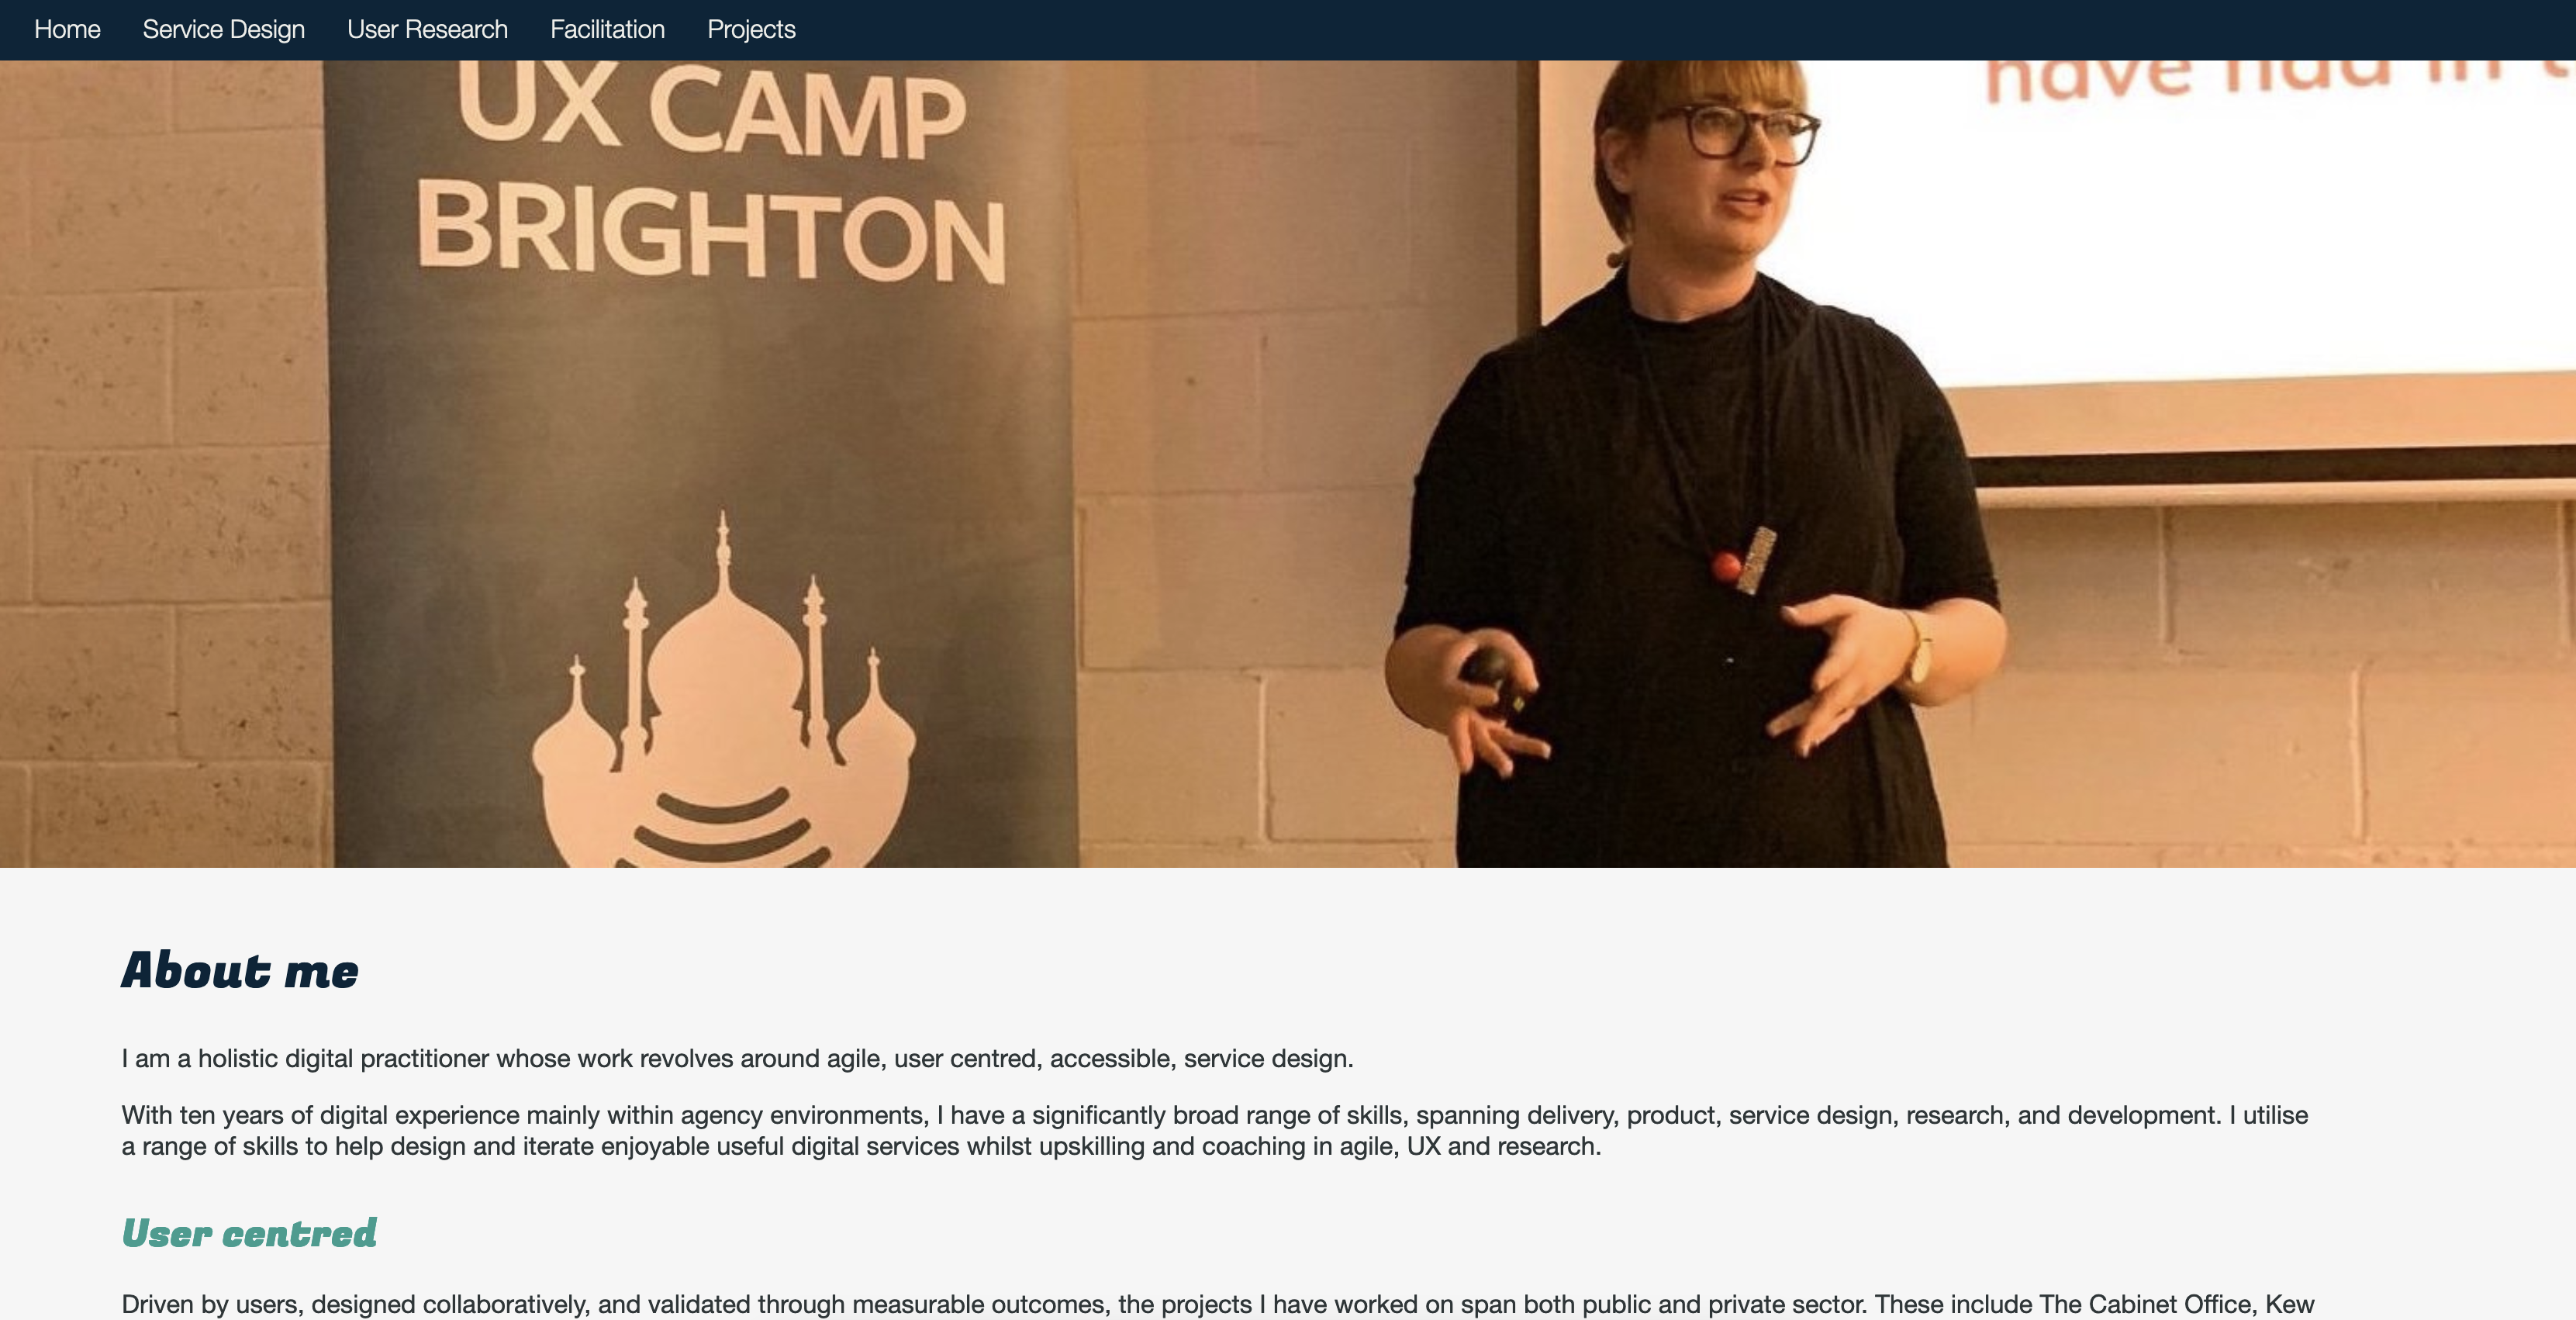 Home Service Design User Research Facilitation Projects
UX CAMP
BRIGHTON
have had in
About me
I am a holistic digital practitioner whose work revolves around agile, user centred, accessible, service design.
With ten years of digital experience mainly within agency environments, I have a significantly broad range of skills, spanning delivery, product, service design, research, and development. I utilise
a range of skills to help design and iterate enjoyable useful digital services whilst upskilling and coaching in agile, UX and research.
User centred
Driven by users, designed collaboratively, and validated through measurable outcomes, the projects I have worked on span both public and private sector. These include The Cabinet Office, Kew